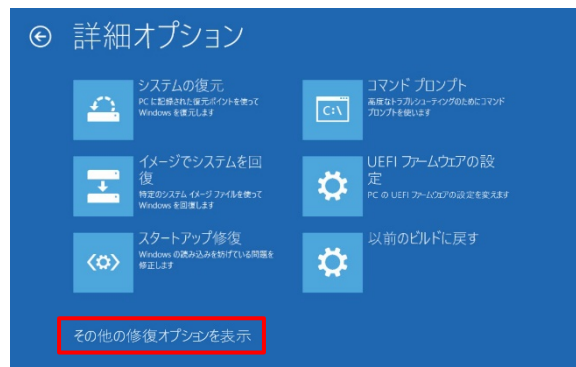 詳細オプション
システムの復元
PC に記録された復元ポイントを使って
Windows を復元します
コマンド プロンプト
高度なトラブルシューティングのためにコマンド
プロンプトを使います
C:\
イメージでシステムを回
復
特定のシステム イメージ ファイルを使って
Windows を回復します
UEFI ファームウェアの設
定
PC の UEFI ファームウェアの設定を変えます
スタートアップ修復
Windows の読み込みを妨げている問題を
修正します
以前のビルドに戻す
その他の修復オプションを表示